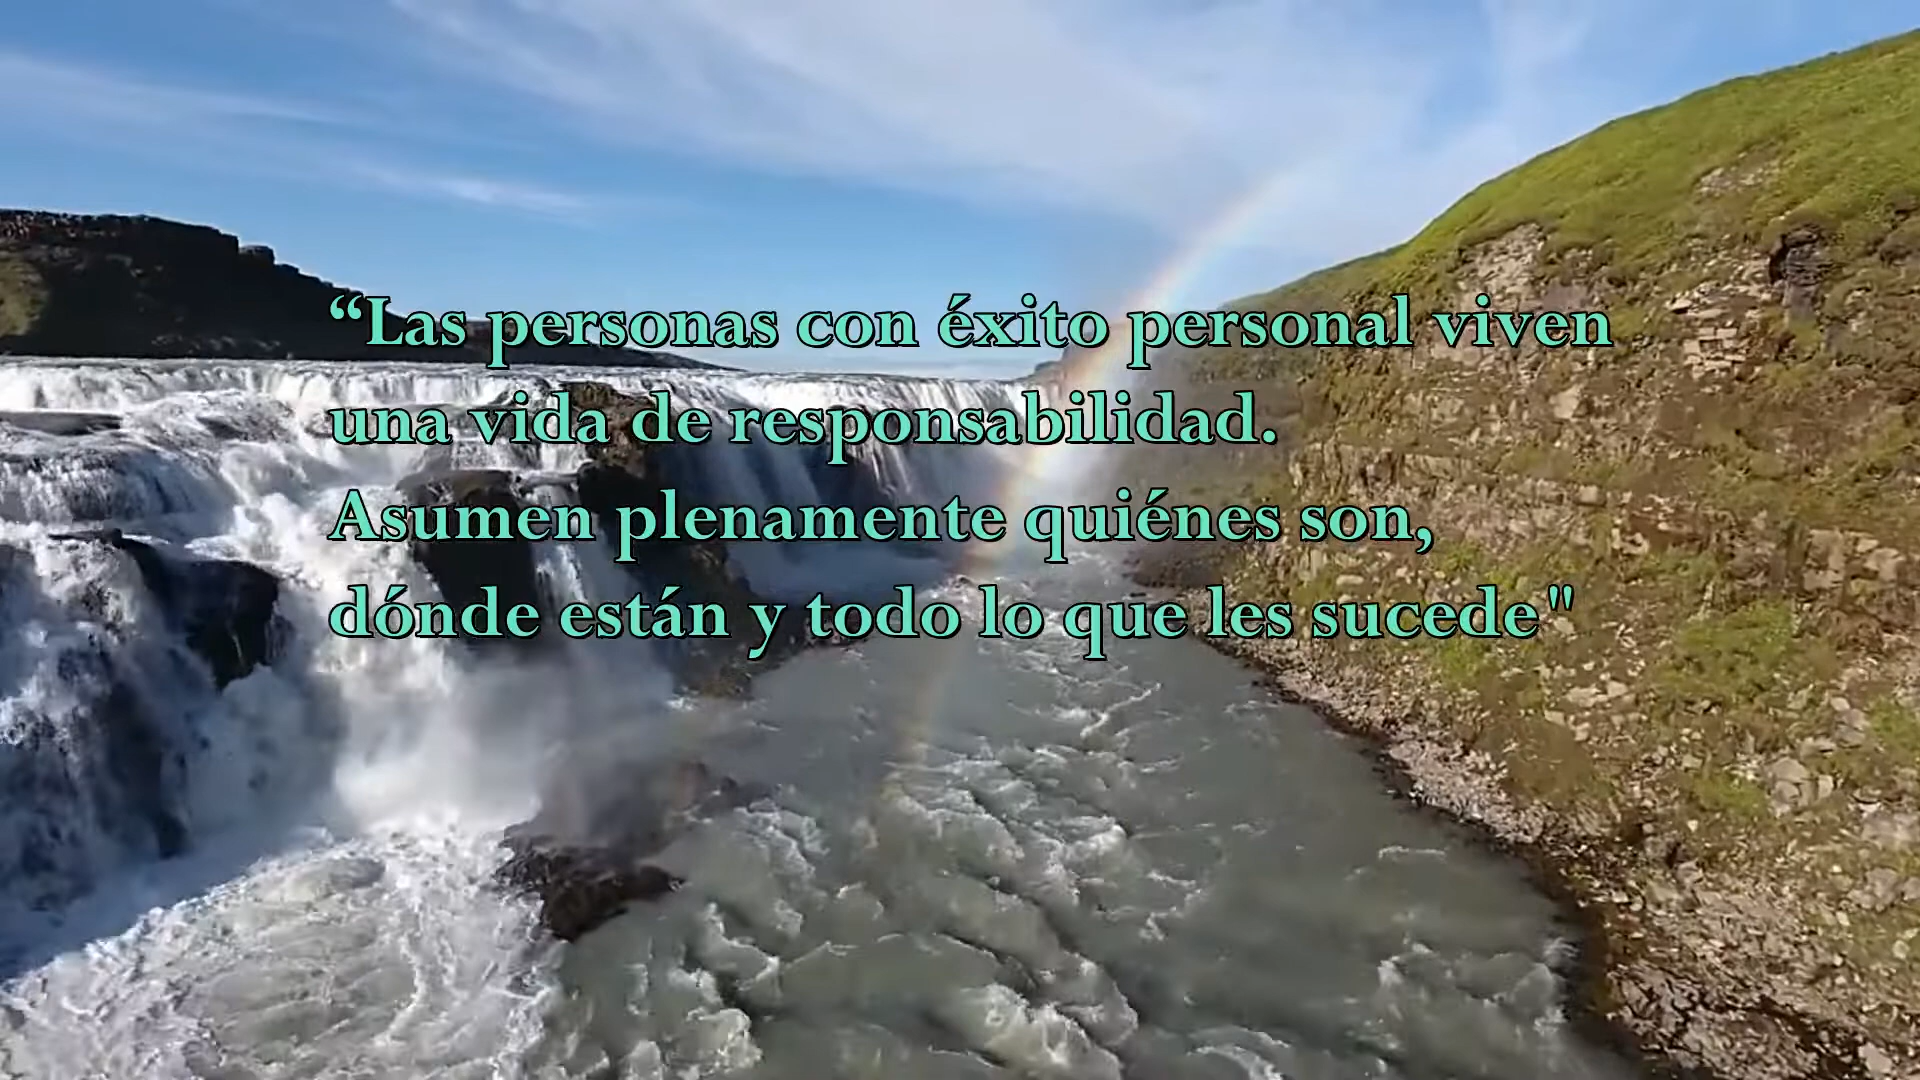 “Las personas con éxito personal viven
una vida de responsabilidad.
Asumen plenamente quiénes son,
dónde están y todo lo que les sucede"